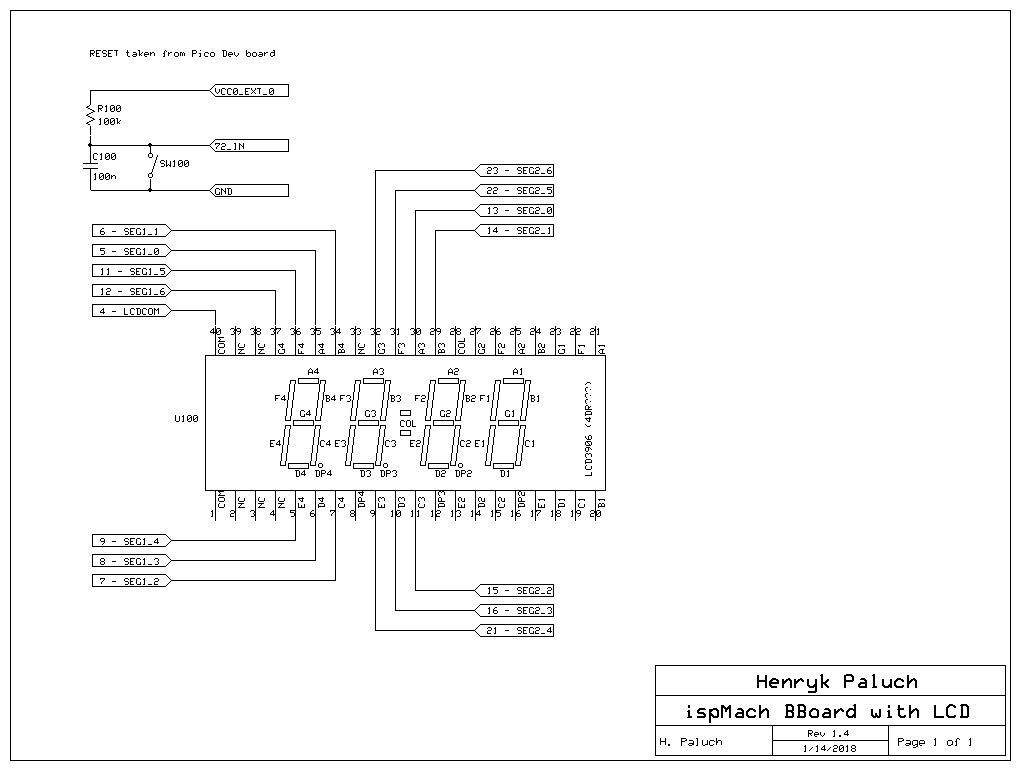 RESET taken from Pico Dev board
VCCO_EXT_0
R100
100k
72_IN
C100
SW100
100n
GND
23 - SEG2_6
22 - SEG2_5
13 - SEG2_0
14 - SEG2_1
6 - SEG1_1
5 - SEG1_0
11 - SEG1_5
12 - SEG1_6
4 - LCDCOM
40 39 38 37 36 35 34 33 32 31 30 29 28 27 26 25 24 23 22 21
COM NC NC G4 F4 A4 B4 NC G3 F3 A3 B3 COL G2 F2 A2 B2 G1 F1 A1
A4 A3 A2 A1
F4 B4 F3 B3 F2 B2 F1 B1
U100
G4 G3 G2 G1
COL
E4 C4 E3 C3 E2 C2 E1 C1
D4 DP4 D3 DP3 D2 DP2 D1
LCD3906 (4DR????)
COM NC NC NC E4 D4 C4 DP4 E3 D3 C3 DP3 E2 D2 C2 DP2 E1 D1 C1 B1
1 2 3 4 5 6 7 8 9 10 11 12 13 14 15 16 17 18 19 20
9 - SEG1_4
8 - SEG1_3
7 - SEG1_2
15 - SEG2_2
16 - SEG2_3
21 - SEG2_4
Henryk Paluch
ispMach BBoard with LCD
H. Paluch
Rev 1.4
1/14/2018
Page 1 of 1